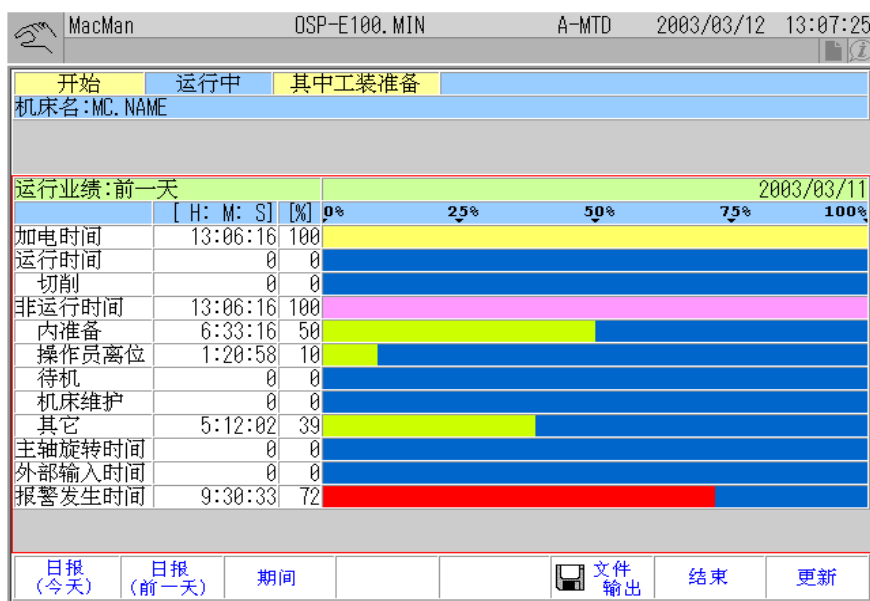 MacMan OSP-E100.MIN A-MTD 2003/03/12 13:07:25
开始 运行中 其中工装准备
机床名:MC.NAME
运行业绩:前一天 2003/03/11
[ H: M: S] [%] 0% 25% 50% 75% 100%
加电时间 13:06:16 100
运行时间 0 0
切削 0 0
非运行时间 13:06:16 100
内准备 6:33:16 50
操作员离位 1:20:58 10
待机 0 0
机床维护 0 0
其它 5:12:02 39
主轴旋转时间 0 0
外部输入时间 0 0
报警发生时间 9:30:33 72
日报 日报 期间 文件 结束 更新
(今天) (前一天) 输出